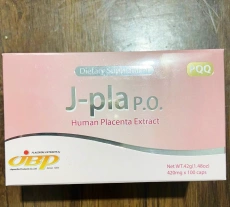 Dietary Supplement
PQQ
J-pla P.O.
Human Placenta Extract
JBP
NET WT.42g/1.48oz
420mg x 100 caps